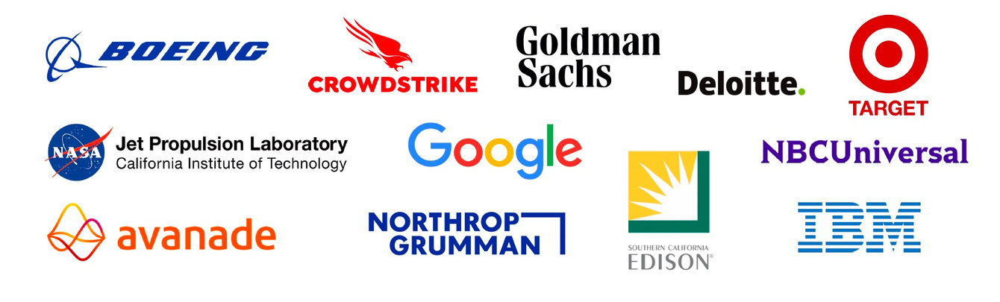 BOEING
CROWDSTRIKE
Goldman
Sachs
Deloitte.
TARGET
NASA
Jet Propulsion Laboratory
California Institute of Technology
Google
NBCUniversal
avanade
NORTHROP
GRUMMAN
SOUTHERN CALIFORNIA
EDISON®
IBM